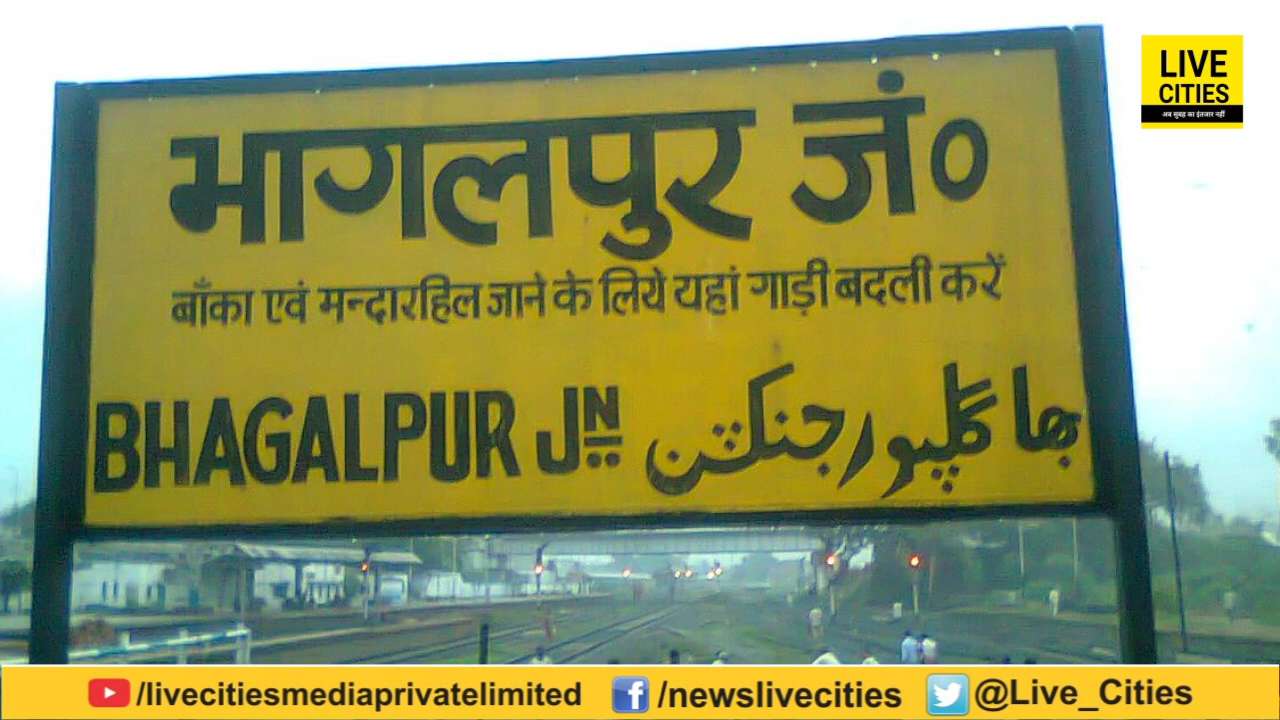 भागलपुर जं०
बाँका एवं मन्दारहिल जाने के लिये यहां गाड़ी बदली करें
BHAGALPUR JN
بھاگلپور جنکشن
LIVE
CITIES
अब सुबह का इंतजार नहीं
/livecitiesmediaprivatelimited
/newslivecities
@Live_Cities